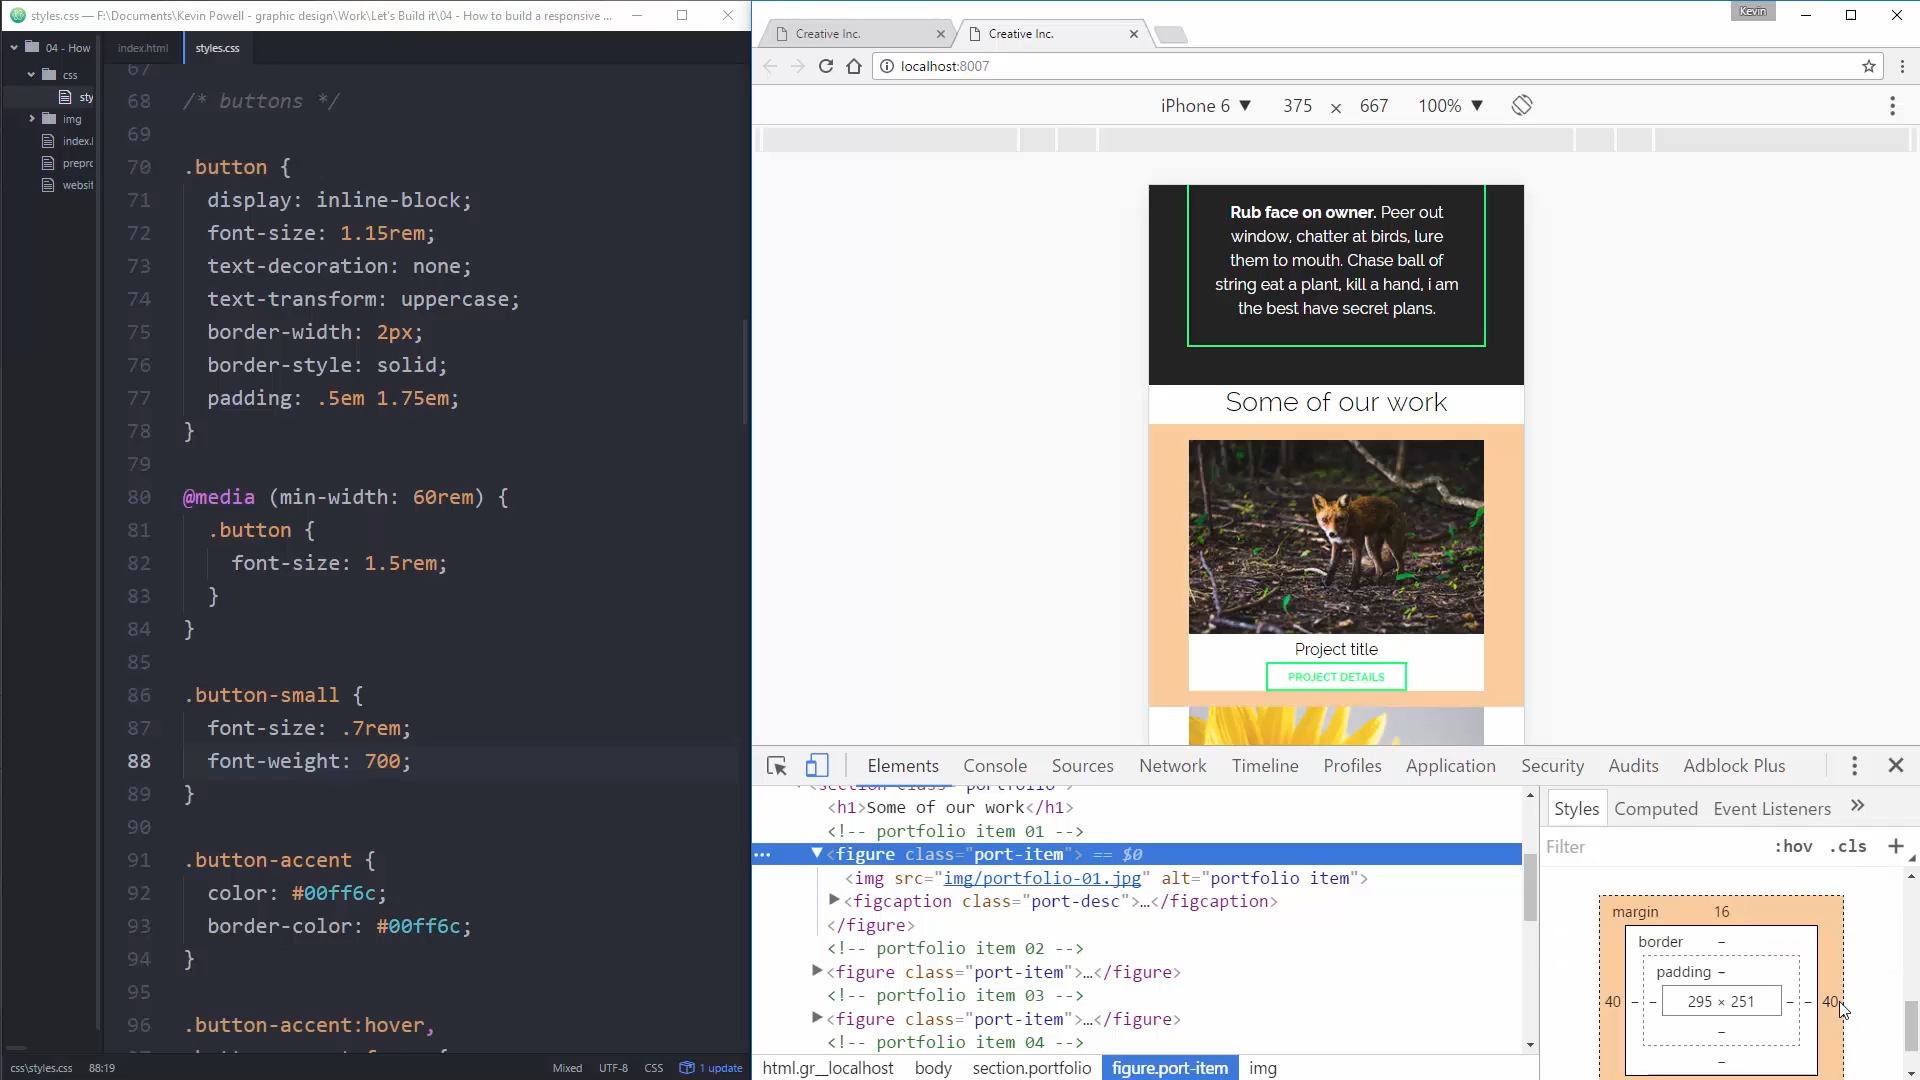 styles.css — F:\Documents\Kevin Powell - graphic design\Work\Let's Build it\04 - How to build a responsive ...
04 - How
css
sty
img
index.l
prepro
websit
index.html
styles.css
67
68 /* buttons */
69
70 .button {
71 display: inline-block;
72 font-size: 1.15rem;
73 text-decoration: none;
74 text-transform: uppercase;
75 border-width: 2px;
76 border-style: solid;
77 padding: .5em 1.75em;
78 }
79
80 @media (min-width: 60rem) {
81 .button {
82 font-size: 1.5rem;
83 }
84 }
85
86 .button-small {
87 font-size: .7rem;
88 font-weight: 700;
89 }
90
91 .button-accent {
92 color: #00ff6c;
93 border-color: #00ff6c;
94 }
95
96 .button-accent:hover,
css\styles.css 88:19 Mixed UTF-8 CSS 1 update
Kevin
Creative Inc.
Creative Inc.
localhost:8007
iPhone 6 ▼ 375 × 667 100% ▼
Rub face on owner. Peer out
window, chatter at birds, lure
them to mouth. Chase ball of
string eat a plant, kill a hand, i am
the best have secret plans.
Some of our work
Project title
PROJECT DETAILS
Elements Console Sources Network Timeline Profiles Application Security Audits Adblock Plus
<h1>Some of our work</h1>
<!-- portfolio item 01 -->
<figure class="port-item"> == $0
<img src="img/portfolio-01.jpg" alt="portfolio item">
<figcaption class="port-desc">…</figcaption>
</figure>
<!-- portfolio item 02 -->
<figure class="port-item">…</figure>
<!-- portfolio item 03 -->
<figure class="port-item">…</figure>
<!-- portfolio item 04 -->
html.gr__localhost body section.portfolio figure.port-item img
Styles Computed Event Listeners »
Filter :hov .cls +
margin 16
border –
padding –
40 – – 295 × 251 – – 40
–
–